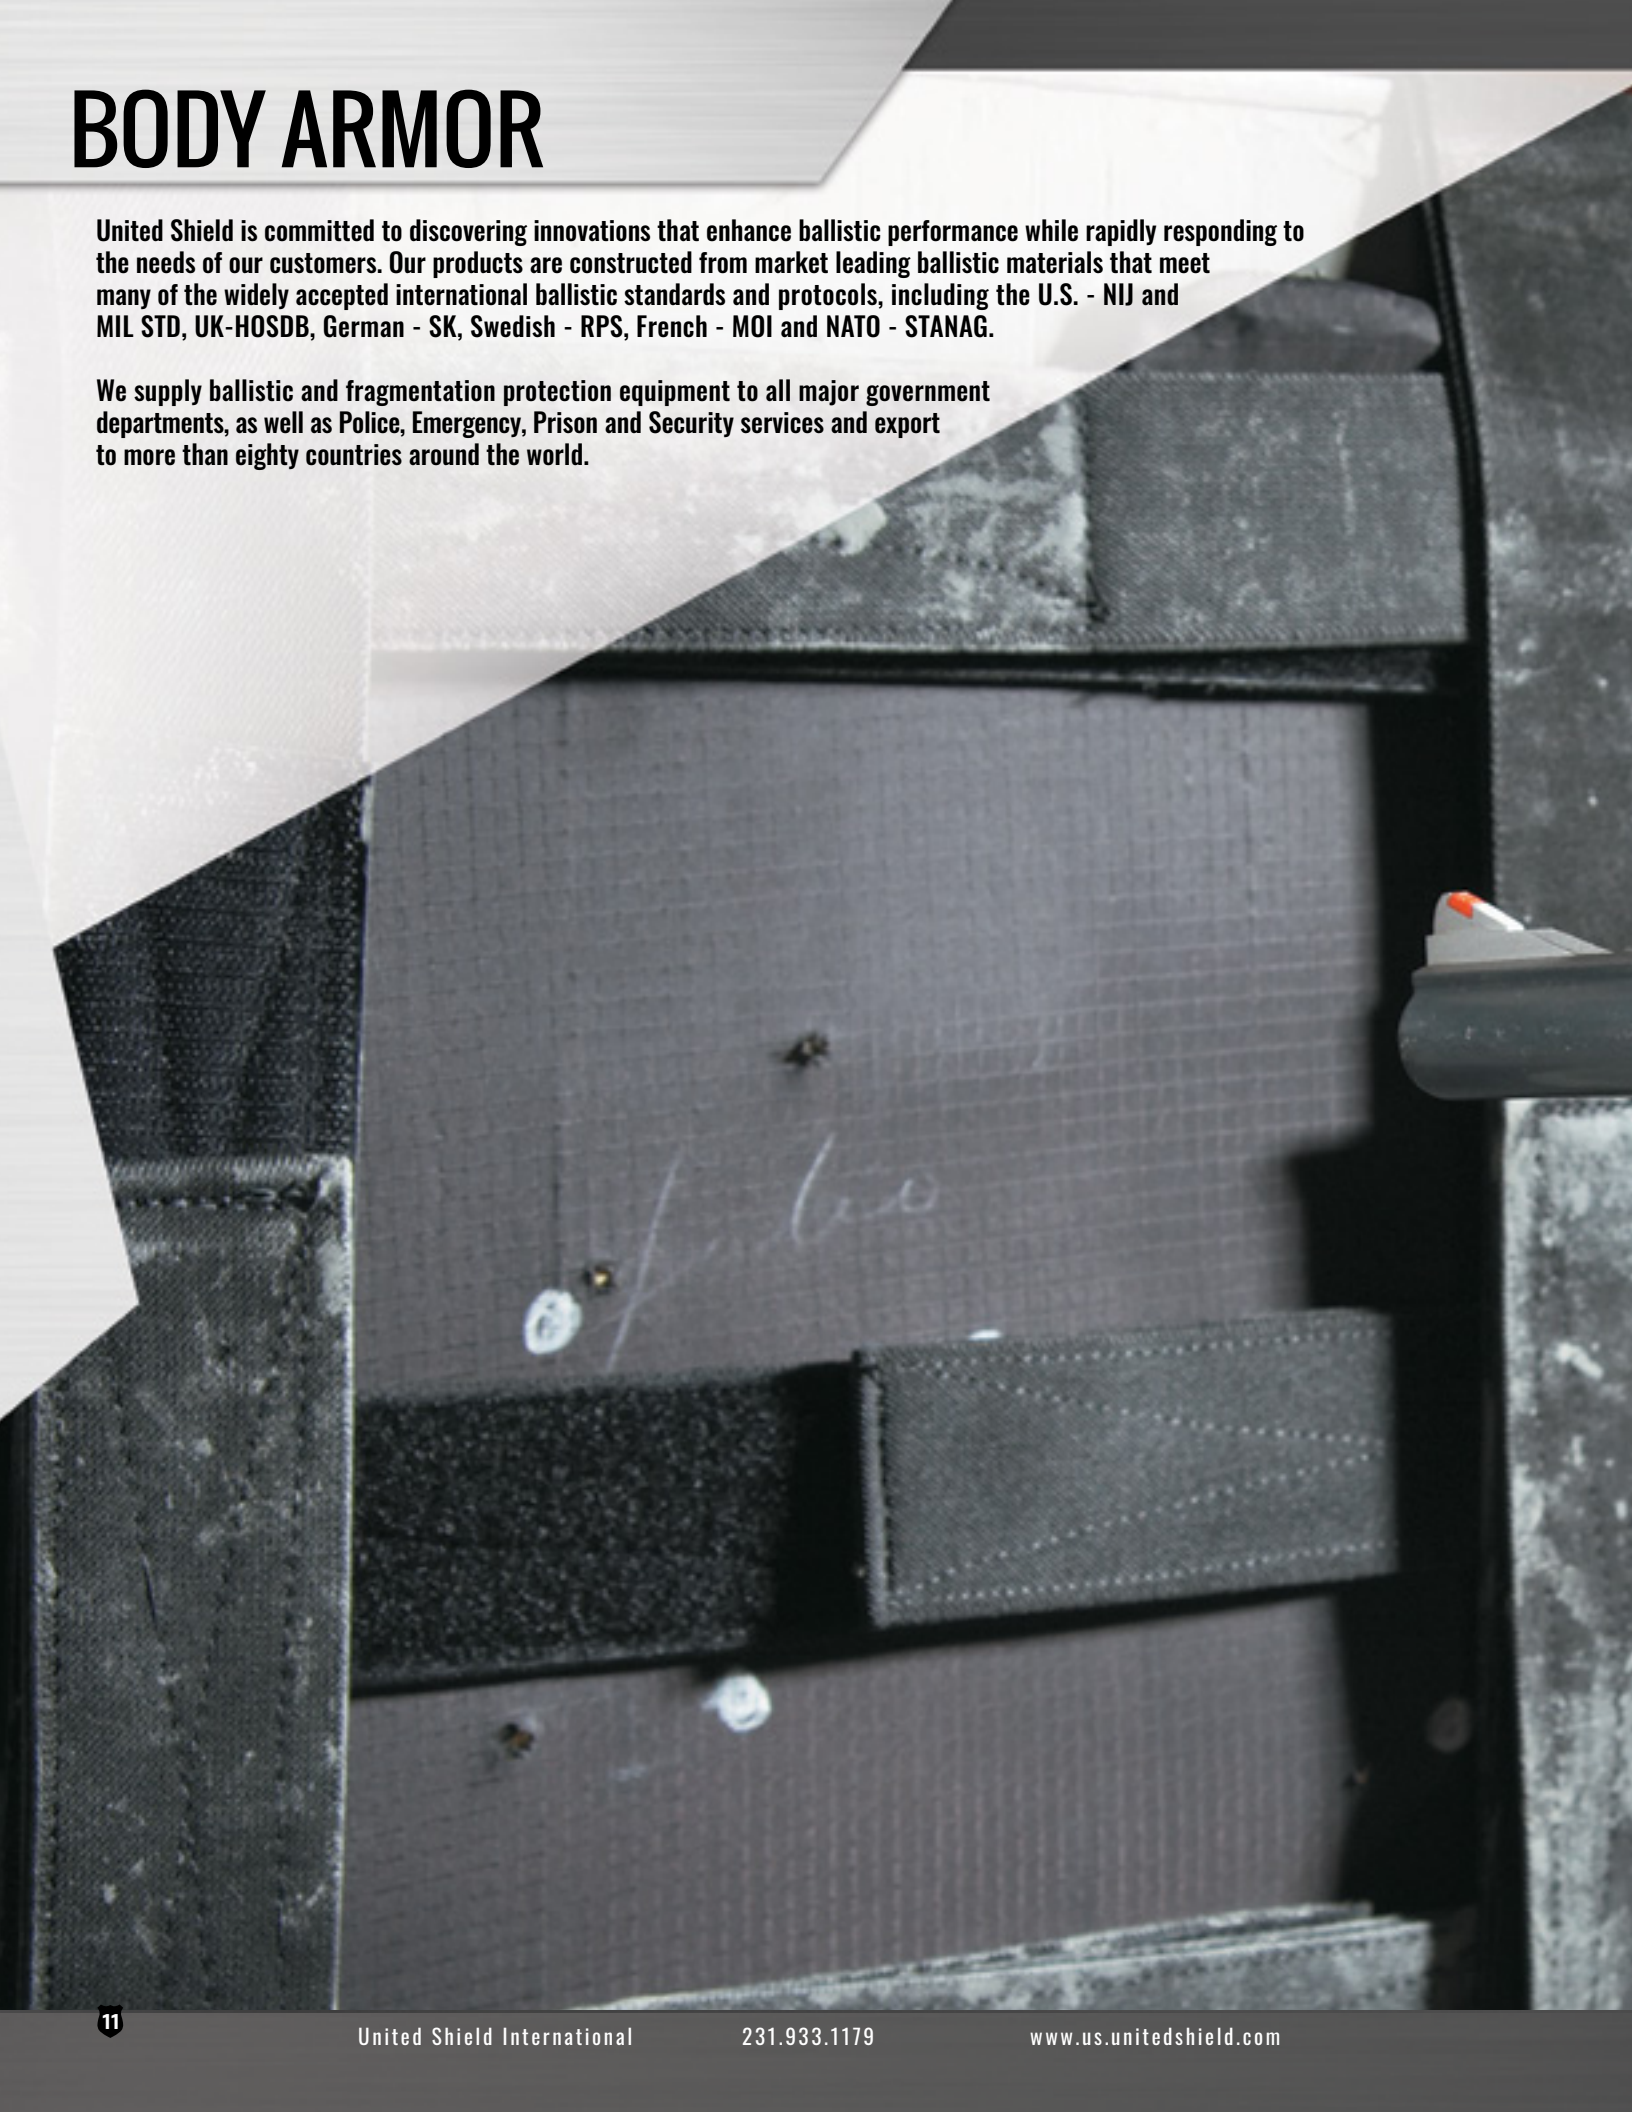 BODY ARMOR
United Shield is committed to discovering innovations that enhance ballistic performance while rapidly responding to
the needs of our customers. Our products are constructed from market leading ballistic materials that meet
many of the widely accepted international ballistic standards and protocols, including the U.S. - NIJ and
MIL STD, UK-HOSDB, German - SK, Swedish - RPS, French - MOI and NATO - STANAG.
We supply ballistic and fragmentation protection equipment to all major government
departments, as well as Police, Emergency, Prison and Security services and export
to more than eighty countries around the world.
11
United Shield International 231.933.1179 www.us.unitedshield.com